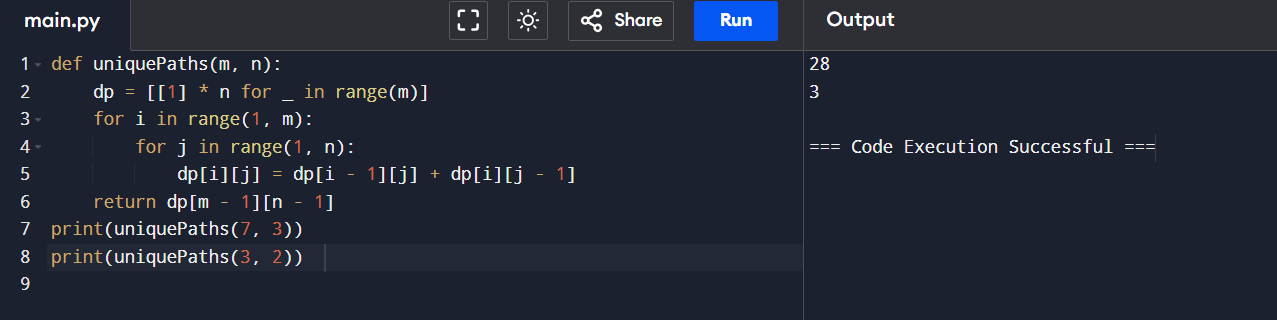 main.py
Share
Run
Output
1 def uniquePaths(m, n):
2     dp = [[1] * n for _ in range(m)]
3     for i in range(1, m):
4         for j in range(1, n):
5             dp[i][j] = dp[i - 1][j] + dp[i][j - 1]
6     return dp[m - 1][n - 1]
7 print(uniquePaths(7, 3))
8 print(uniquePaths(3, 2))
9
28
3
=== Code Execution Successful ===